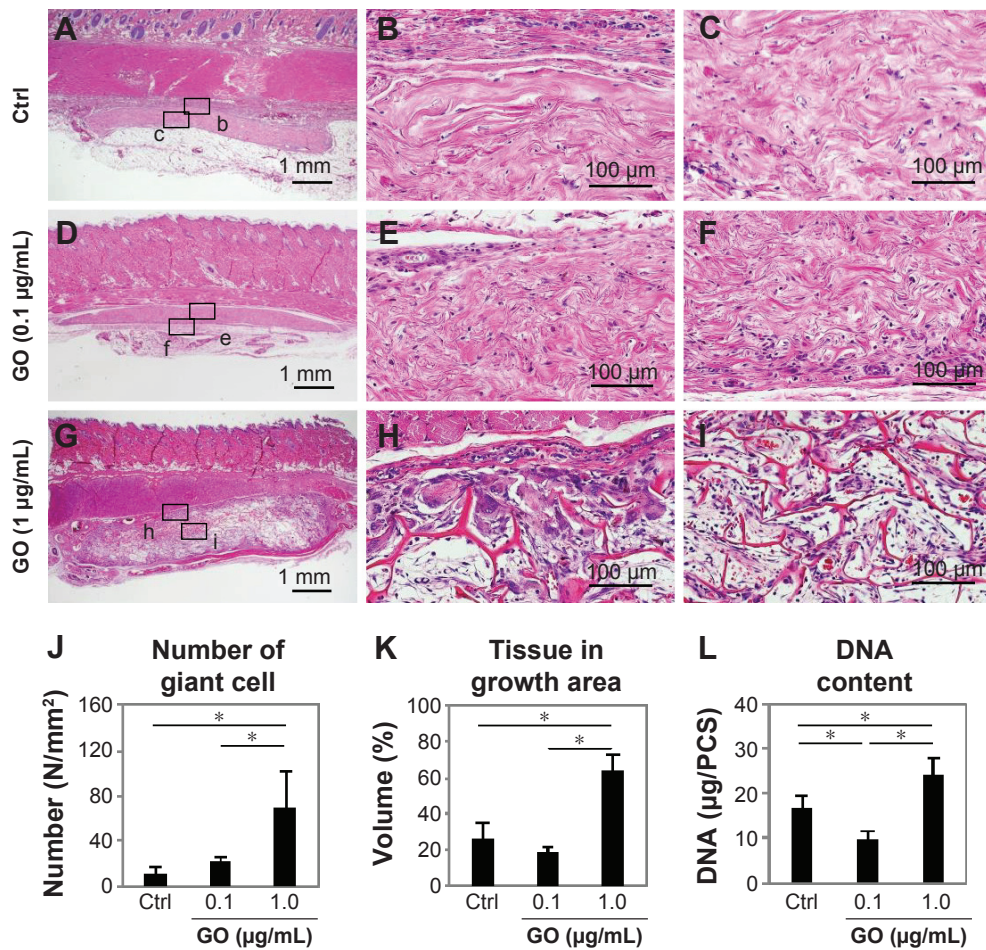 Ctrl
A
c
b
1 mm
B
100 µm
C
100 µm
GO (0.1 µg/mL)
D
f
e
1 mm
E
100 µm
F
100 µm
GO (1 µg/mL)
G
h
i
1 mm
H
100 µm
I
100 µm
J
Number of
giant cell
Number (N/mm²)
160
120
80
40
0
*
*
Ctrl
0.1
1.0
GO (µg/mL)
K
Tissue in
growth area
Volume (%)
100
80
60
40
20
0
*
*
Ctrl
0.1
1.0
GO (µg/mL)
L
DNA
content
DNA (µg/PCS)
40
30
20
10
0
*
*
*
Ctrl
0.1
1.0
GO (µg/mL)